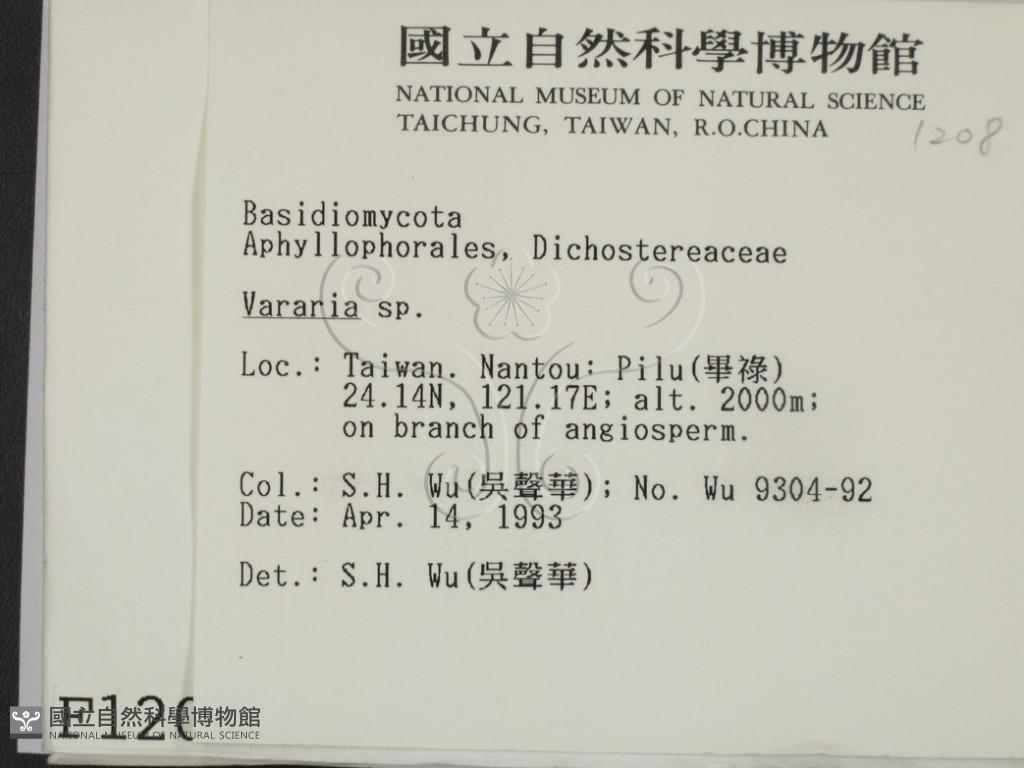 國立自然科學博物館
NATIONAL MUSEUM OF NATURAL SCIENCE
TAICHUNG, TAIWAN, R.O.CHINA
1208
Basidiomycota
Aphyllophorales, Dichostereaceae
Vararia sp.
Loc.: Taiwan. Nantou: Pilu(畢祿)
24.14N, 121.17E; alt. 2000m;
on branch of angiosperm.
Col.: S.H. Wu(吳聲華); No. Wu 9304-92
Date: Apr. 14, 1993
Det.: S.H. Wu(吳聲華)
國立自然科學博物館
NATIONAL MUSEUM OF NATURAL SCIENCE